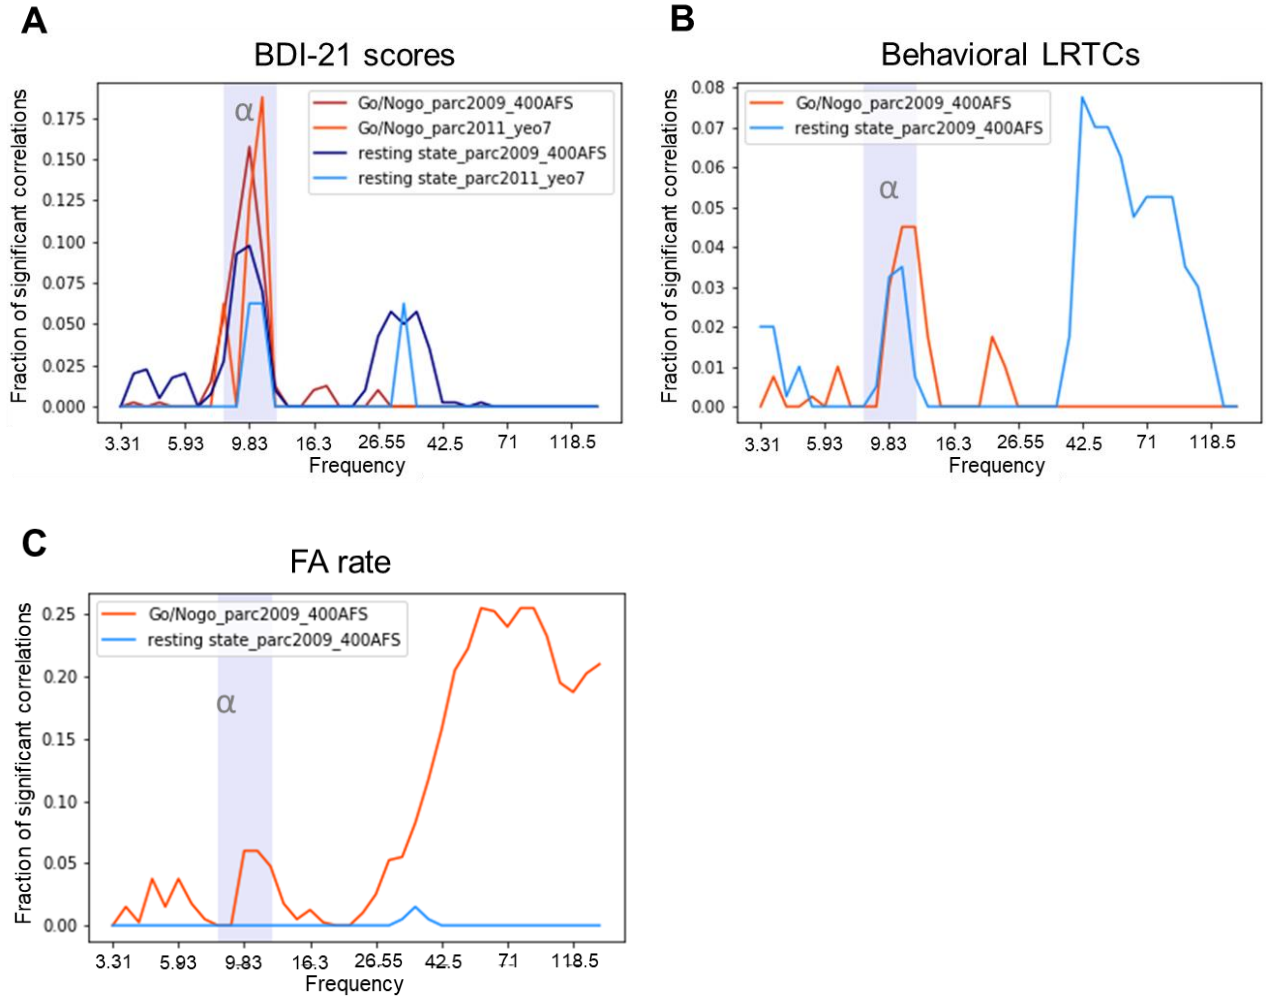 A
BDI-21 scores
Fraction of significant correlations
0.175
0.150
0.125
0.100
0.075
0.050
0.025
0.000
α
Go/Nogo_parc2009_400AFS
Go/Nogo_parc2011_yeo7
resting state_parc2009_400AFS
resting state_parc2011_yeo7
3.31 5.93 9.83 16.3 26.55 42.5 71 118.5
Frequency
B
Behavioral LRTCs
Fraction of significant correlations
0.08
0.07
0.06
0.05
0.04
0.03
0.02
0.01
0.00
Go/Nogo_parc2009_400AFS
resting state_parc2009_400AFS
α
3.31 5.93 9.83 16.3 26.55 42.5 71 118.5
Frequency
C
FA rate
Fraction of significant correlations
0.25
0.20
0.15
0.10
0.05
0.00
Go/Nogo_parc2009_400AFS
resting state_parc2009_400AFS
α
3.31 5.93 9.83 16.3 26.55 42.5 71 118.5
Frequency